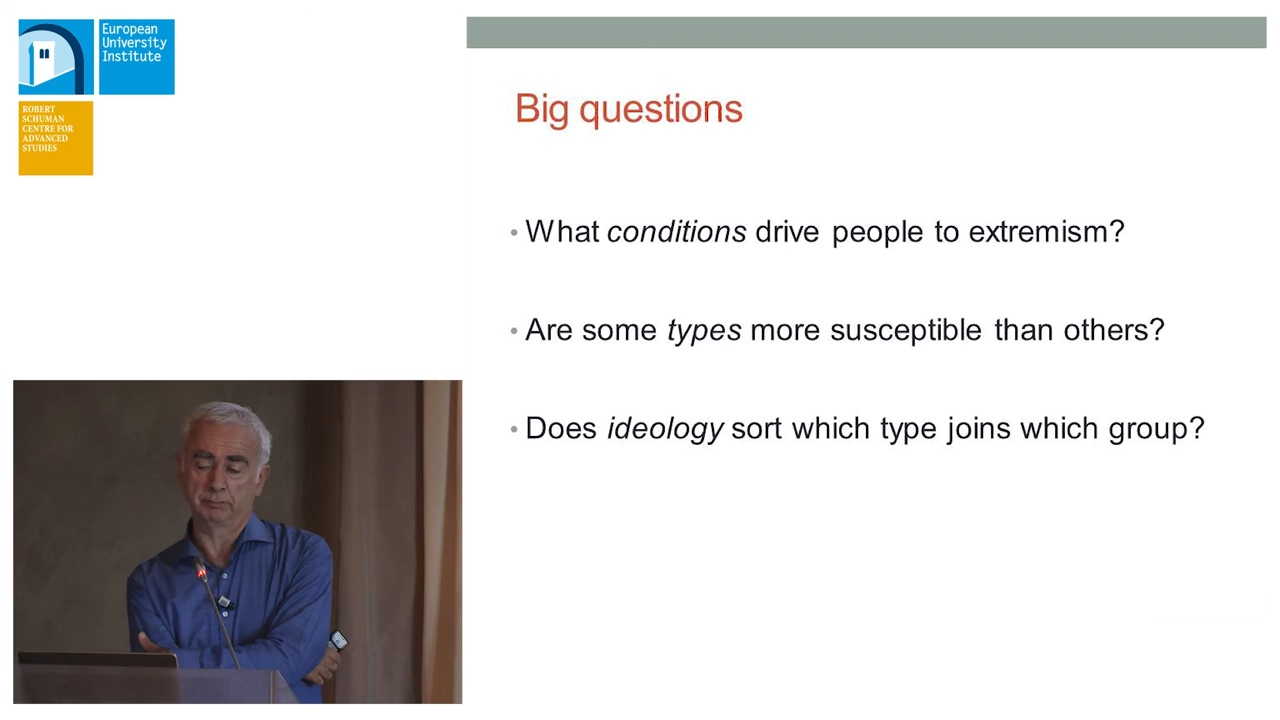 European
University
Institute
ROBERT
SCHUMAN
CENTRE FOR
ADVANCED
STUDIES
Big questions
• What conditions drive people to extremism?
• Are some types more susceptible than others?
• Does ideology sort which type joins which group?